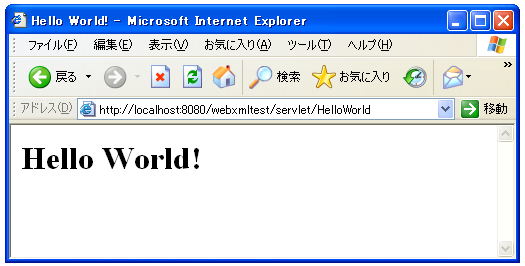 Hello World! - Microsoft Internet Explorer
ファイル(F) 編集(E) 表示(V) お気に入り(A) ツール(T) ヘルプ(H)
戻る 検索 お気に入り »
アドレス(D) http://localhost:8080/webxmltest/servlet/HelloWorld 移動
Hello World!